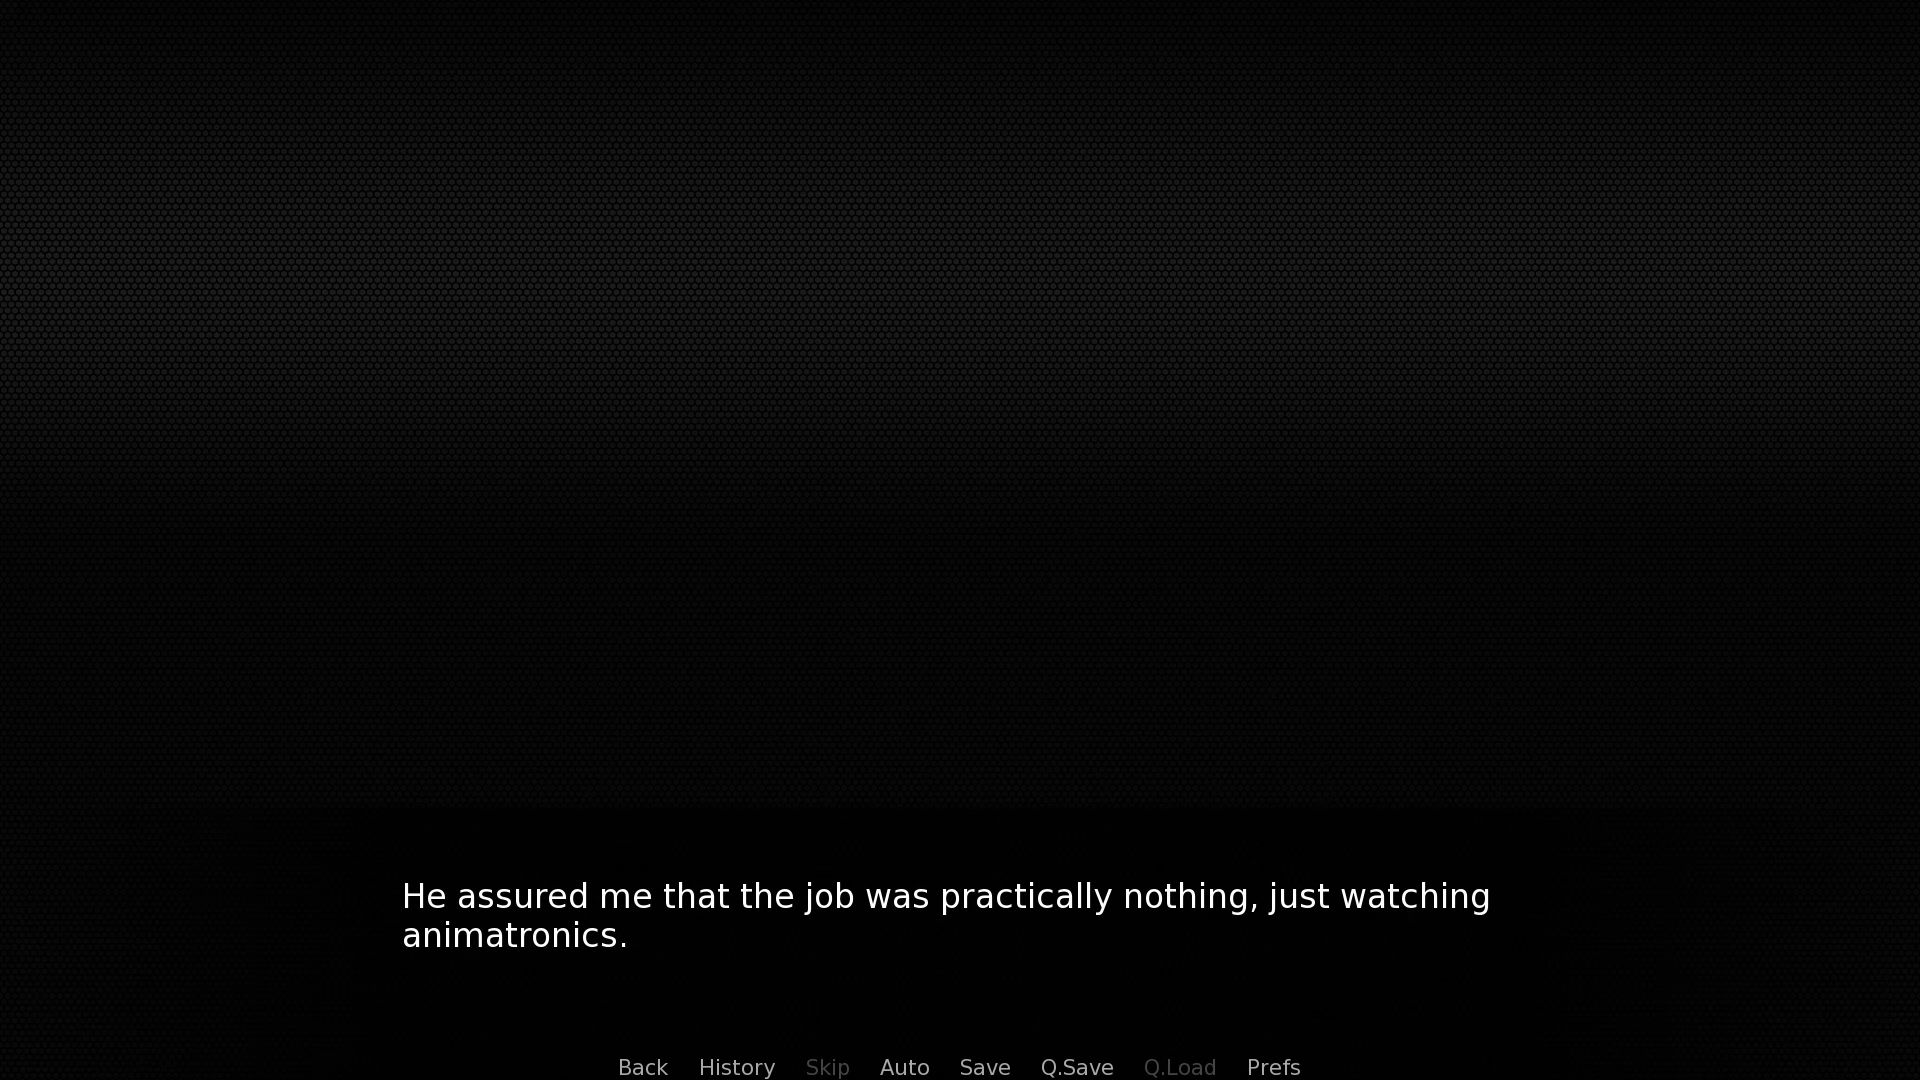 He assured me that the job was practically nothing, just watching
animatronics.
Back History Skip Auto Save Q.Save Q.Load Prefs